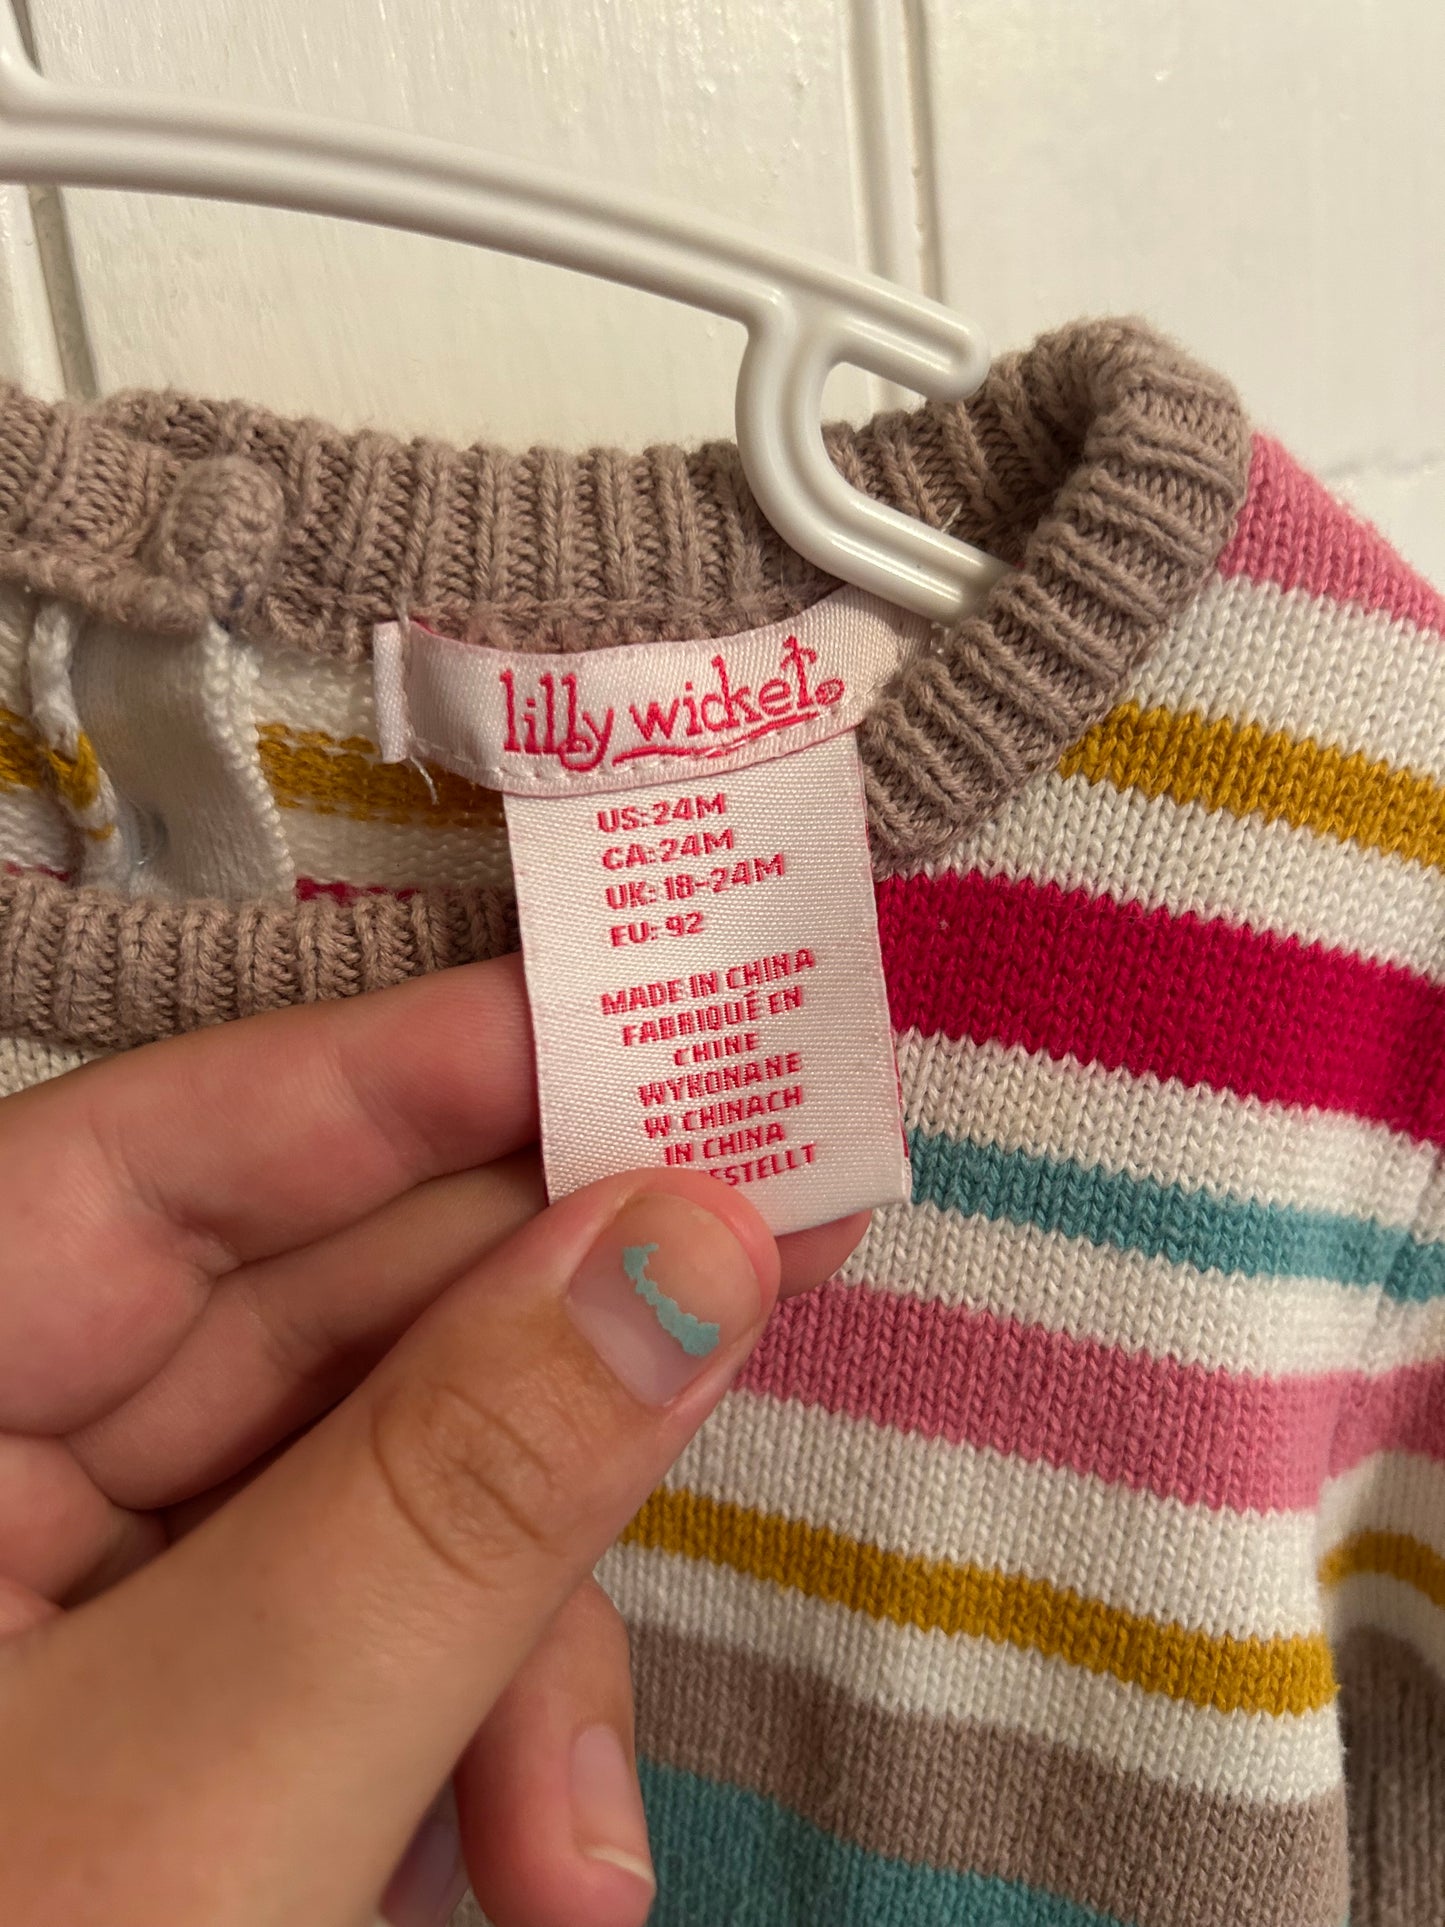 lilly wicket®
US: 24M
CA: 24M
UK: 18-24M
EU: 92
MADE IN CHINA
FABRIQUÉ EN
CHINE
WYKONANE
W CHINACH
IN CHINA